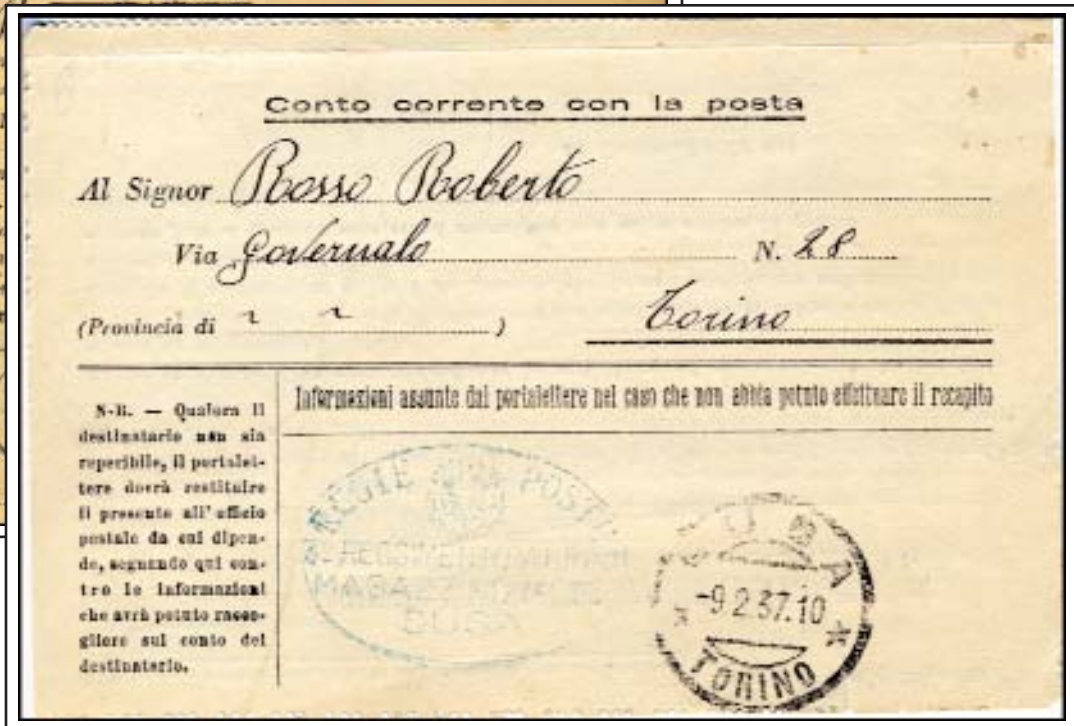 Conto corrente con la posta
Al Signor Rosso Roberto
Via Governalo N. 28
(Provincia di ) Torino
Informazioni assunte dal portalettere nel caso che non abbia potuto effettuare il recapito
N-B. — Qualora il
destinatario non sia
reperibile, il portalet-
tere dovrà restituire
il presente all' ufficio
postale da cui dipen-
de, segnando qui con-
tro le informazioni
che avrà potuto racco-
gliere sul conto del
destinatario.
REGIE POSTE
BUSA
-9.2.37.10
TORINO